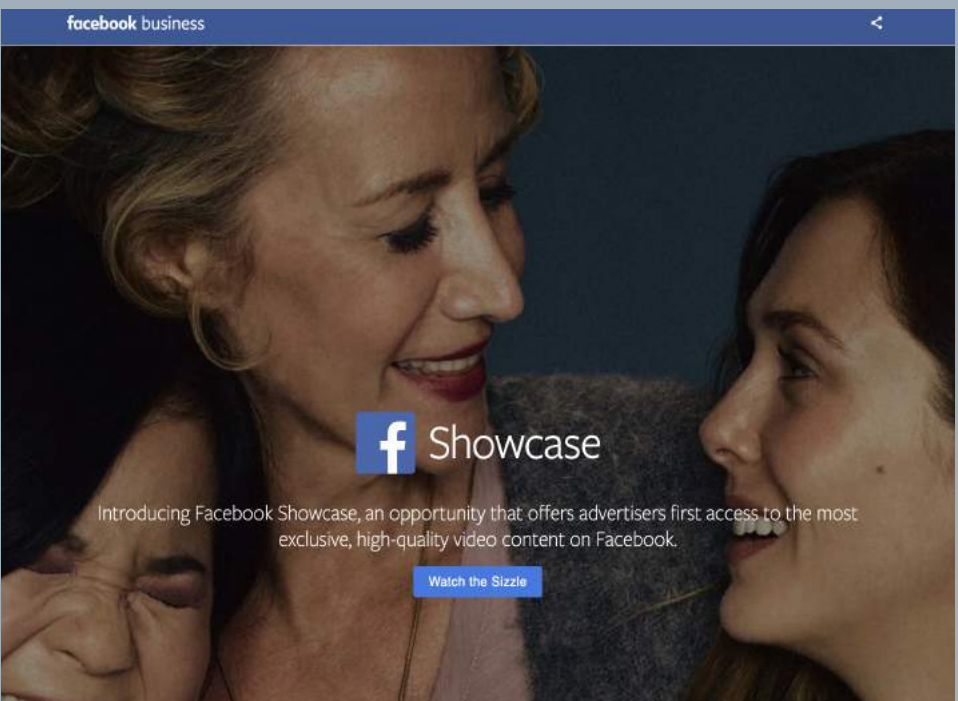 facebook business
f Showcase
Introducing Facebook Showcase, an opportunity that offers advertisers first access to the most
exclusive, high-quality video content on Facebook.
Watch the Sizzle